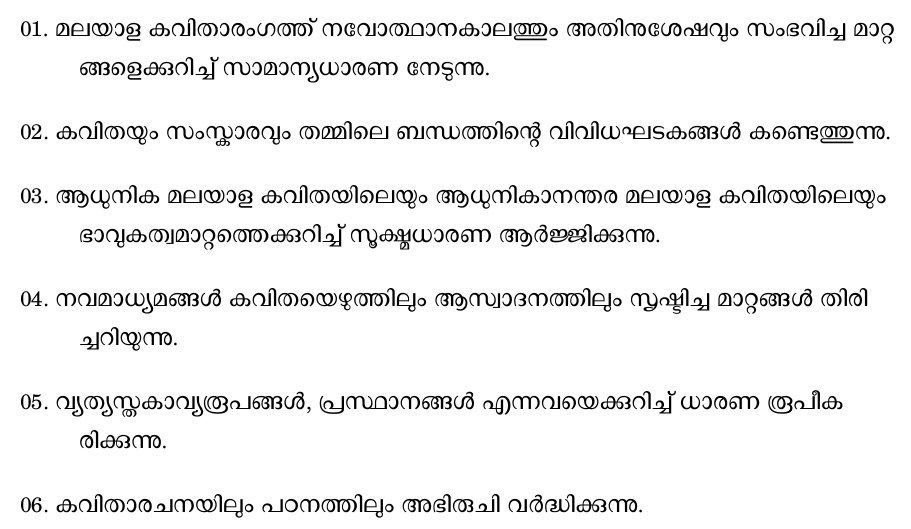 01. മലയാള കവിതാരംഗത്ത് നവോത്ഥാനകാലത്തും അതിനുശേഷവും സംഭവിച്ച മാറ്റ
ങ്ങളെക്കുറിച്ച് സാമാന്യധാരണ നേടുന്നു.
02. കവിതയും സംസ്കാരവും തമ്മിലെ ബന്ധത്തിന്റെ വിവിധഘടകങ്ങൾ കണ്ടെത്തുന്നു.
03. ആധുനിക മലയാള കവിതയിലെയും ആധുനികാനന്തര മലയാള കവിതയിലെയും
ഭാവുകത്വമാറ്റത്തെക്കുറിച്ച് സൂക്ഷ്മധാരണ ആർജ്ജിക്കുന്നു.
04. നവമാധ്യമങ്ങൾ കവിതയെഴുത്തിലും ആസ്വാദനത്തിലും സൃഷ്ടിച്ച മാറ്റങ്ങൾ തിരി
ച്ചറിയുന്നു.
05. വ്യത്യസ്തകാവ്യരൂപങ്ങൾ, പ്രസ്ഥാനങ്ങൾ എന്നവയെക്കുറിച്ച് ധാരണ രൂപീക
രിക്കുന്നു.
06. കവിതാരചനയിലും പഠനത്തിലും അഭിരുചി വർദ്ധിക്കുന്നു.